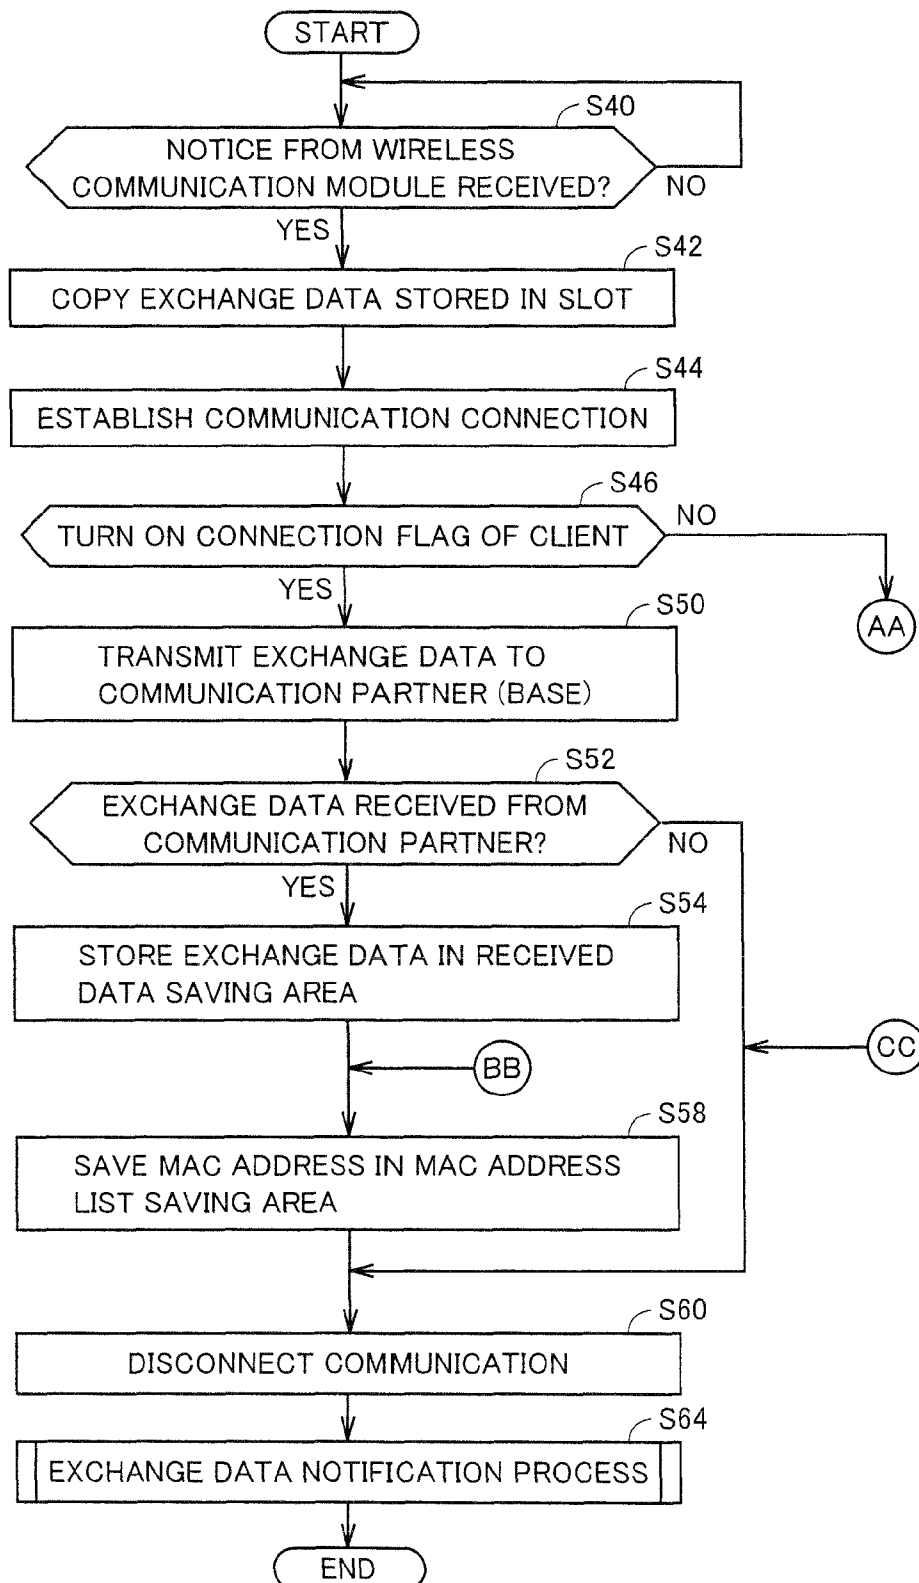 START
S40
NOTICE FROM WIRELESS
COMMUNICATION MODULE RECEIVED?
NO
YES
S42
COPY EXCHANGE DATA STORED IN SLOT
S44
ESTABLISH COMMUNICATION CONNECTION
S46
TURN ON CONNECTION FLAG OF CLIENT
NO
YES
AA
S50
TRANSMIT EXCHANGE DATA TO
COMMUNICATION PARTNER (BASE)
S52
EXCHANGE DATA RECEIVED FROM
COMMUNICATION PARTNER?
NO
YES
S54
STORE EXCHANGE DATA IN RECEIVED
DATA SAVING AREA
CC
BB
S58
SAVE MAC ADDRESS IN MAC ADDRESS
LIST SAVING AREA
S60
DISCONNECT COMMUNICATION
S64
EXCHANGE DATA NOTIFICATION PROCESS
END